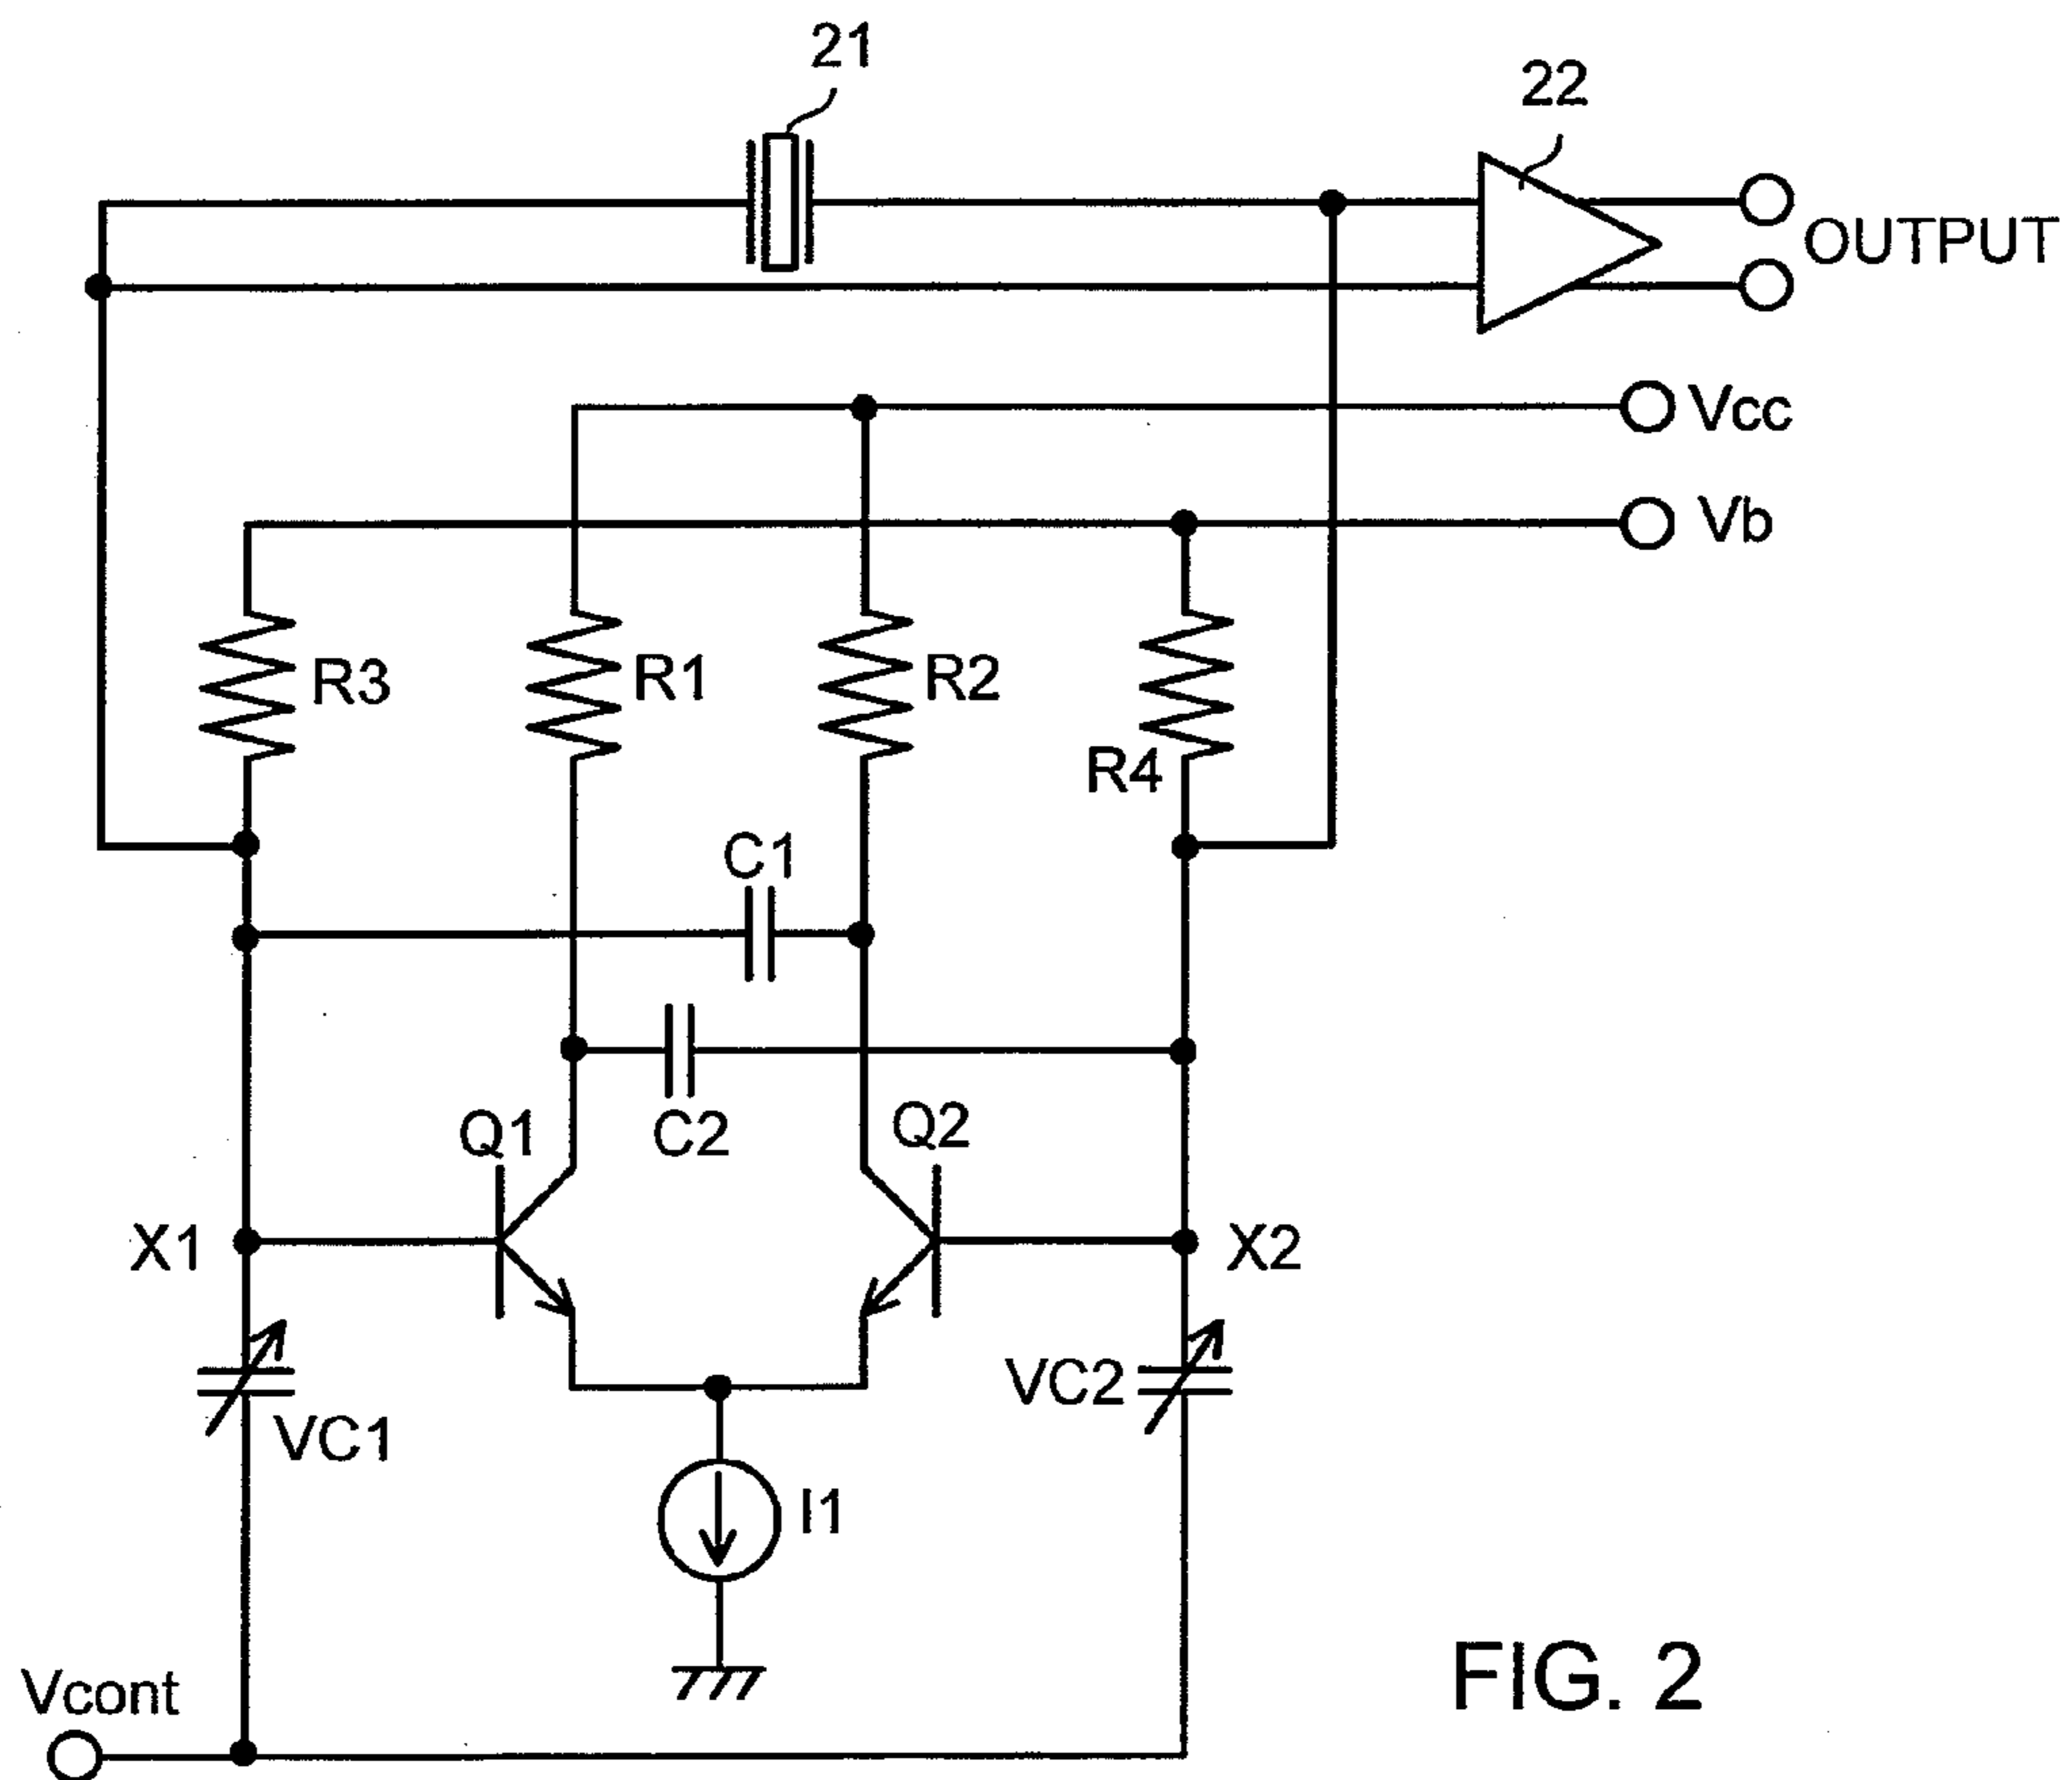 21
22
OUTPUT
Vcc
Vb
R3
R1
R2
R4
C1
C2
Q1
Q2
X1
X2
VC1
VC2
I1
Vcont
FIG. 2